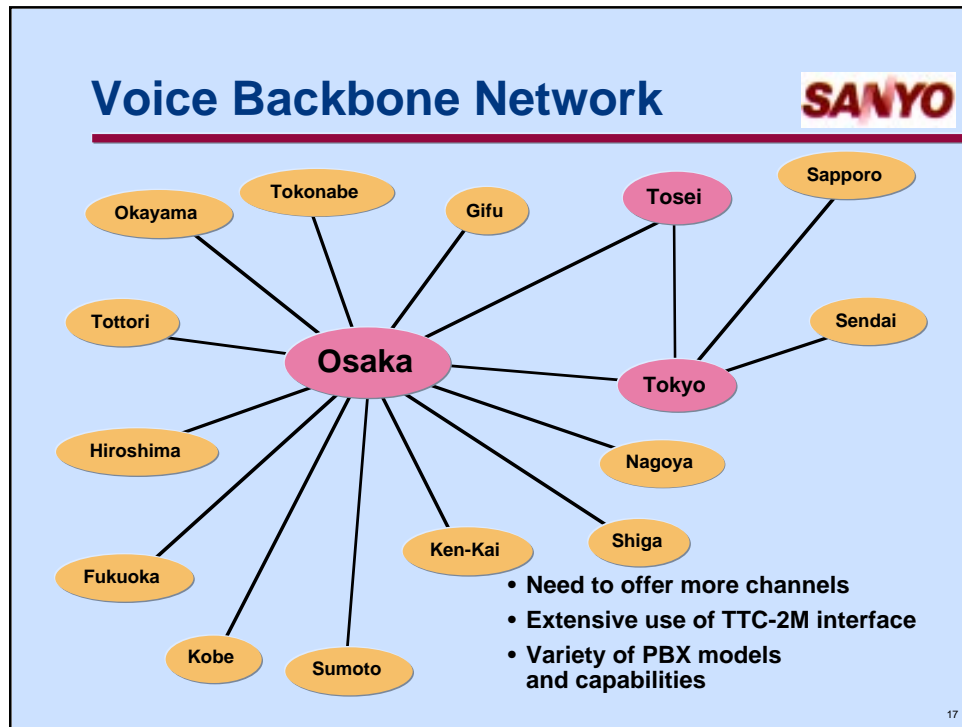 Voice Backbone Network
SANYO
Sapporo
Tokonabe
Tosei
Gifu
Okayama
Tottori
Sendai
Osaka
Tokyo
Hiroshima
Nagoya
Shiga
Ken-Kai
Fukuoka
• Need to offer more channels
• Extensive use of TTC-2M interface
Kobe
Sumoto
• Variety of PBX models
and capabilities
17